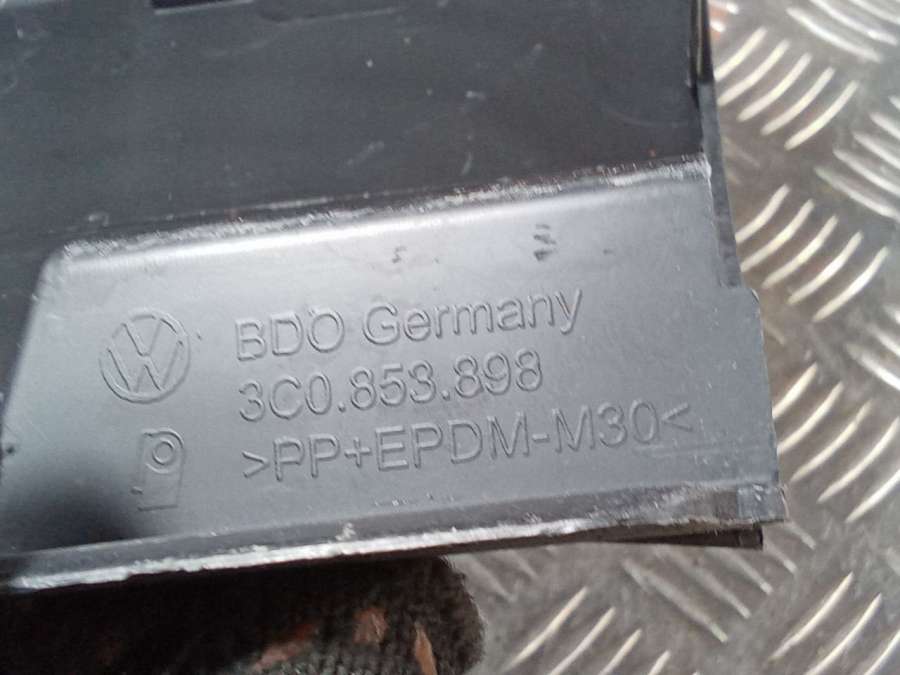 BDO Germany
3C0.853.898
>PP+EPDM-M30<